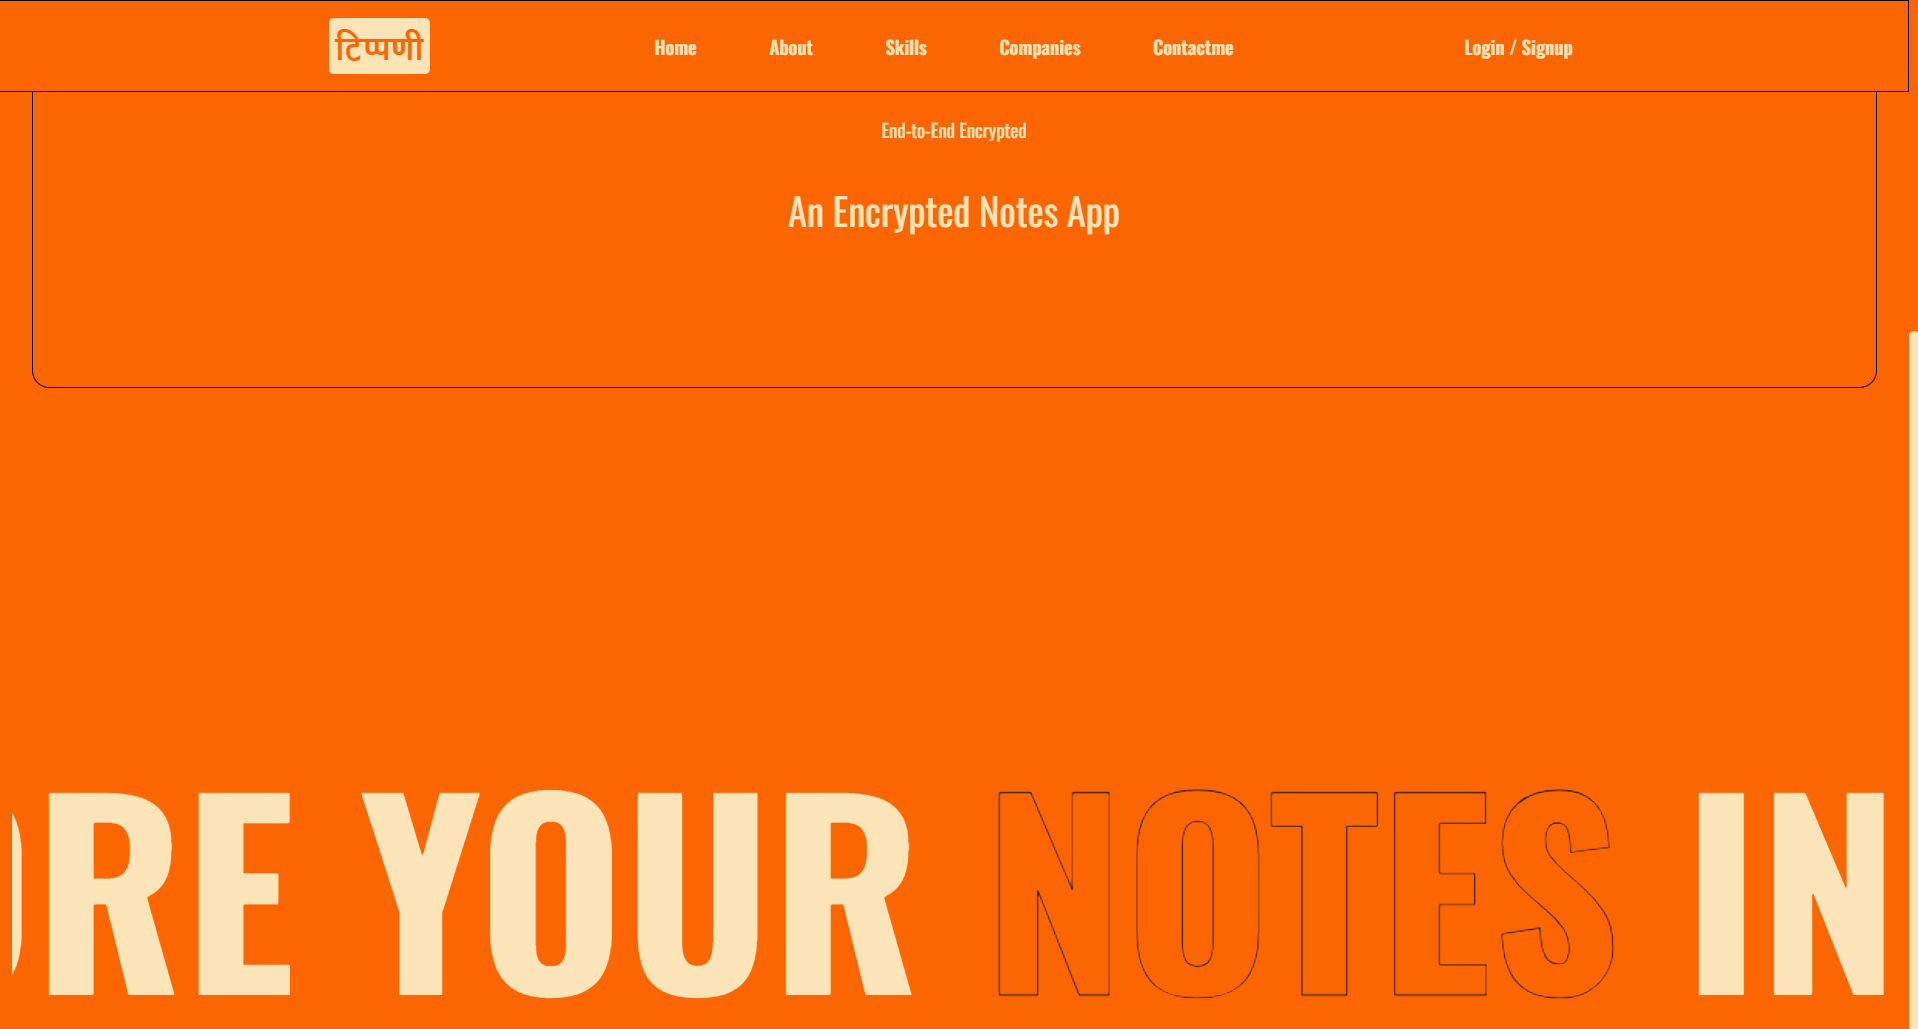 टिप्पणी
Home About Skills Companies Contactme Login / Signup
End-to-End Encrypted
An Encrypted Notes App
ORE YOUR NOTES IN